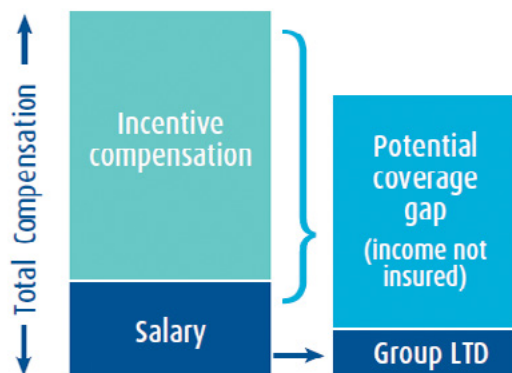 Total Compensation
Incentive
compensation
Salary
Potential
coverage
gap
(income not
insured)
Group LTD